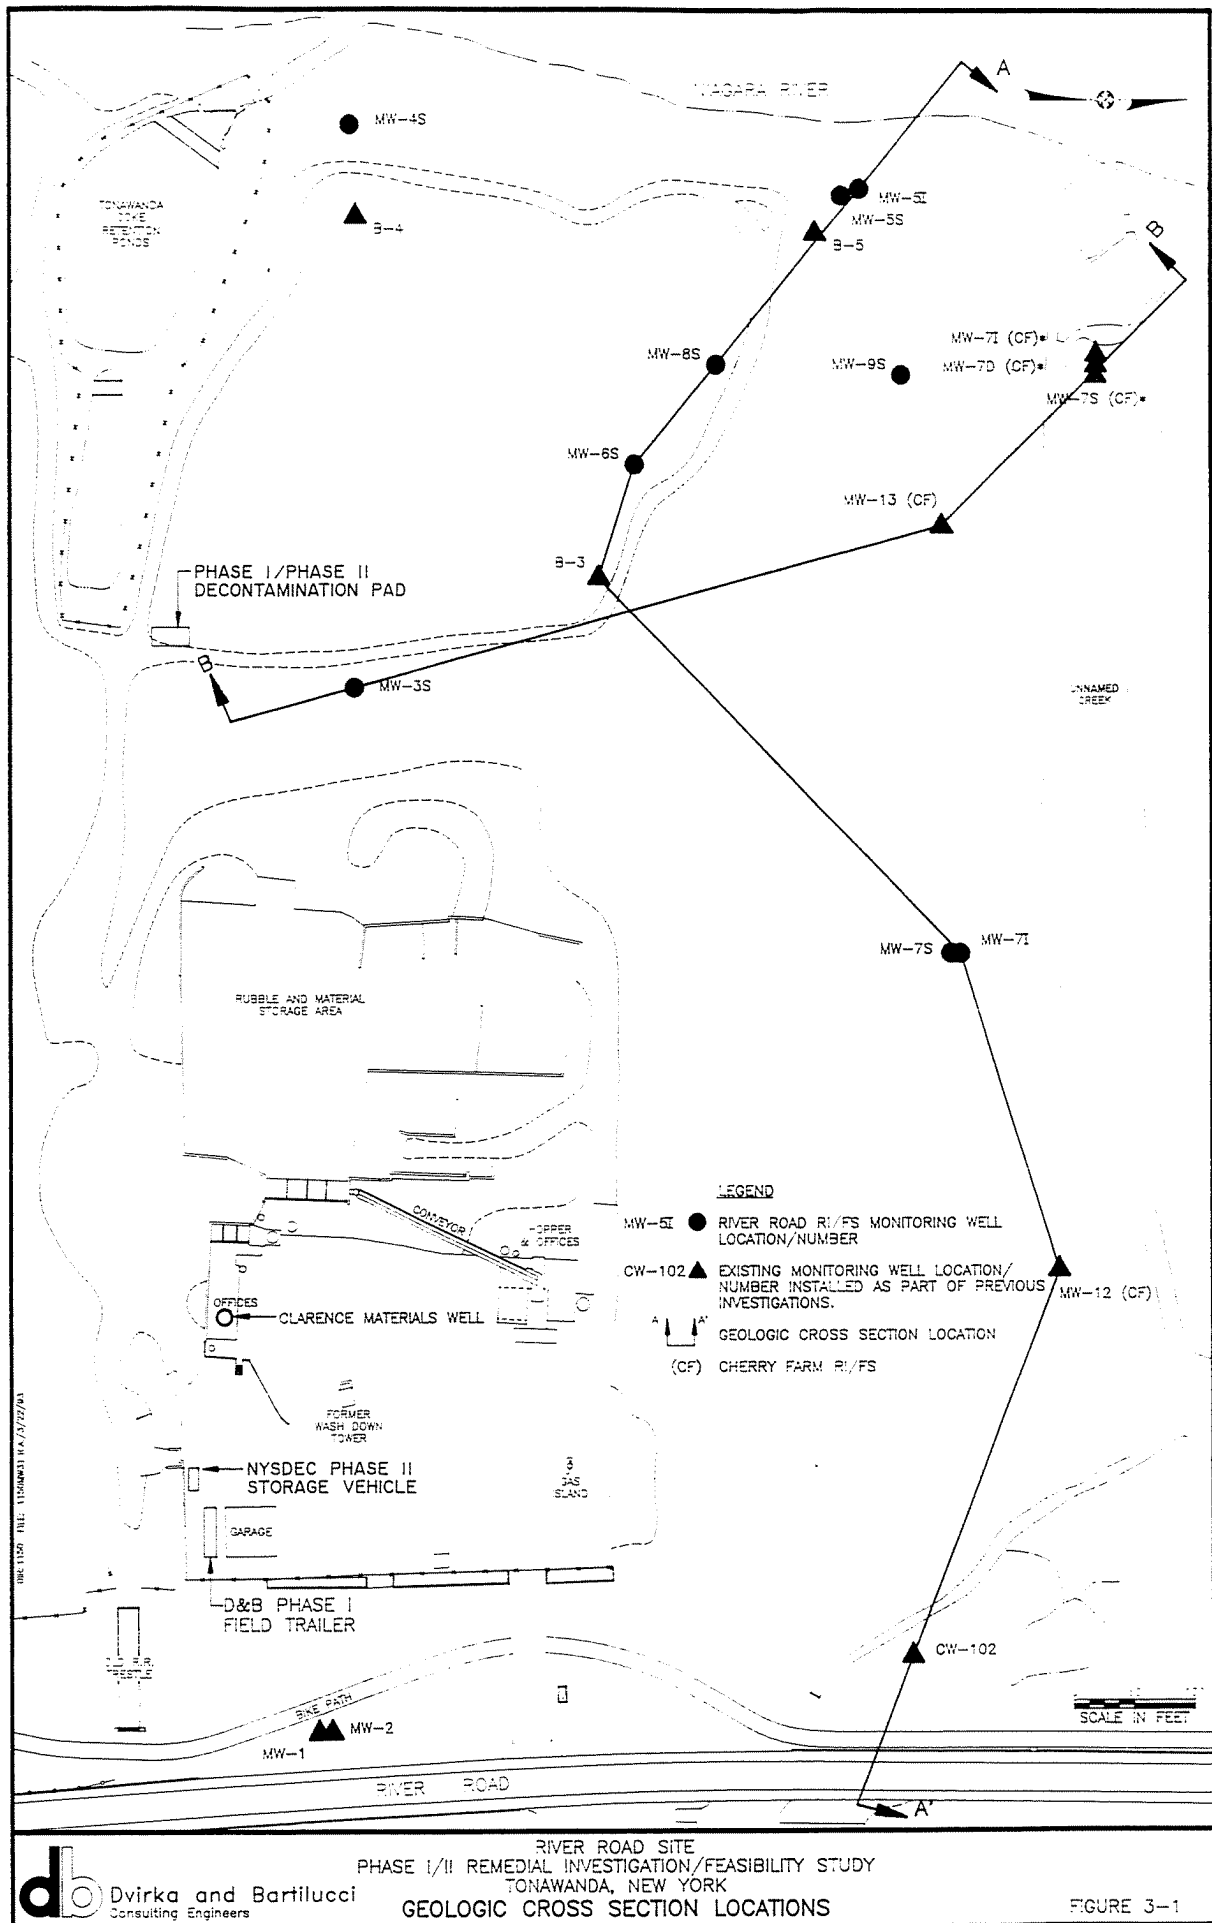 NIAGARA RIVER
A
MW-4S
TONAWANDA
COKE
RETENTION
PONDS
B-4
MW-5I
MW-5S
B-5
B
MW-7I (CF)*
MW-8S
MW-9S
MW-7D (CF)*
MW-7S (CF)*
MW-6S
MW-13 (CF)
B-3
PHASE I/PHASE II
DECONTAMINATION PAD
B
MW-3S
UNNAMED
CREEK
MW-7S
MW-7I
RUBBLE AND MATERIAL
STORAGE AREA
LEGEND
MW-5I RIVER ROAD RI/FS MONITORING WELL
LOCATION/NUMBER
CW-102 EXISTING MONITORING WELL LOCATION/
NUMBER INSTALLED AS PART OF PREVIOUS
INVESTIGATIONS.
A A' GEOLOGIC CROSS SECTION LOCATION
(CF) CHERRY FARM RI/FS
CONVEYOR
HOPPER
& OFFICES
MW-12 (CF)
OFFICES
CLARENCE MATERIALS WELL
FORMER
WASH DOWN
TOWER
NYSDEC PHASE II
STORAGE VEHICLE
GAS
ISLAND
GARAGE
D&B PHASE I
FIELD TRAILER
OLD R.R.
TRESTLE
CW-102
BIKE PATH
MW-2
MW-1
SCALE IN FEET
RIVER ROAD
A'
RIVER ROAD SITE
PHASE I/II REMEDIAL INVESTIGATION/FEASIBILITY STUDY
TONAWANDA, NEW YORK
GEOLOGIC CROSS SECTION LOCATIONS
db
Dvirka and Bartilucci
Consulting Engineers
FIGURE 3-1